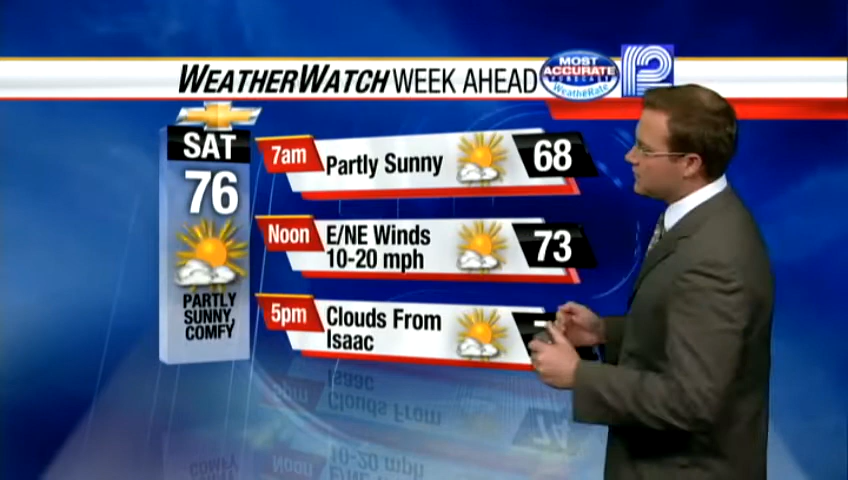 WEATHERWATCH WEEK AHEAD
MOST
ACCURATE
FORECAST
WeatheRate
12
SAT
76
PARTLY
SUNNY,
COMFY
7am
Partly Sunny
68
Noon
E/NE Winds
10-20 mph
73
5pm
Clouds From
Isaac